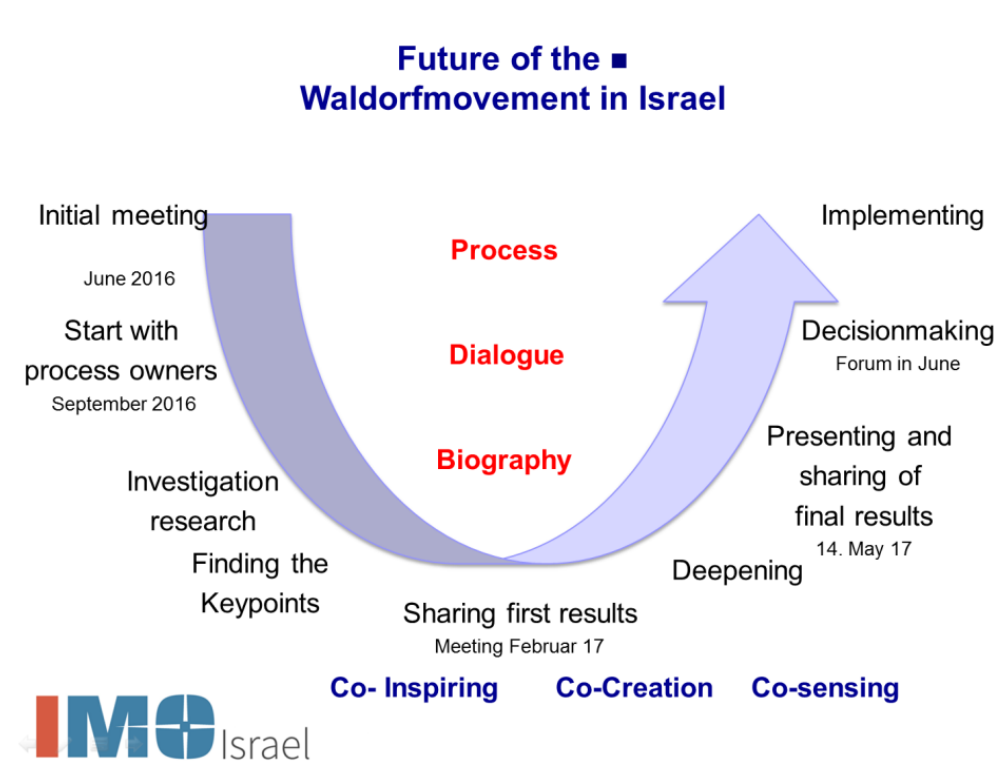 Future of the ■
Waldorfmovement in Israel
Initial meeting
June 2016
Start with
process owners
September 2016
Investigation
research
Finding the
Keypoints
Sharing first results
Meeting Februar 17
Deepening
Presenting and
sharing of
final results
14. May 17
Decisionmaking
Forum in June
Implementing
Process
Dialogue
Biography
Co- Inspiring Co-Creation Co-sensing
IMO Israel